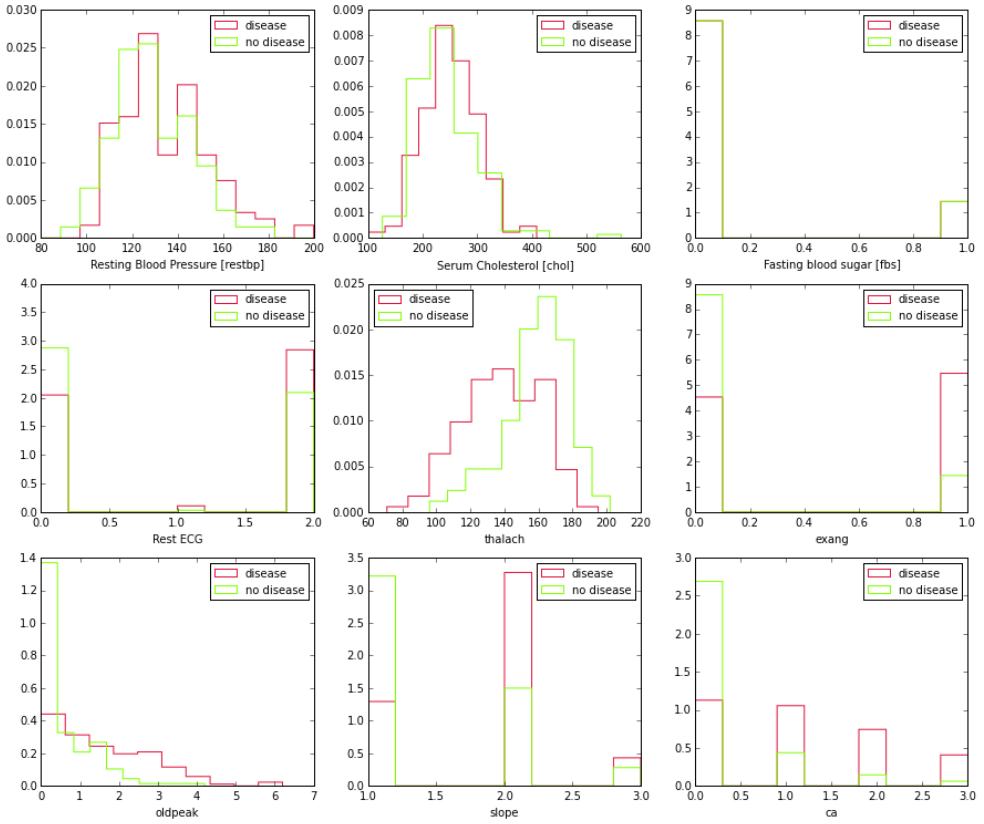 0.030
0.025
0.020
0.015
0.010
0.005
0.000
80 100 120 140 160 180 200
disease
no disease
Resting Blood Pressure [restbp]
0.009
0.008
0.007
0.006
0.005
0.004
0.003
0.002
0.001
0.000
100 200 300 400 500 600
disease
no disease
Serum Cholesterol [chol]
9
8
7
6
5
4
3
2
1
0
0.0 0.2 0.4 0.6 0.8 1.0
disease
no disease
Fasting blood sugar [fbs]
4.0
3.5
3.0
2.5
2.0
1.5
1.0
0.5
0.0
0.0 0.5 1.0 1.5 2.0
disease
no disease
Rest ECG
0.025
0.020
0.015
0.010
0.005
0.000
60 80 100 120 140 160 180 200 220
disease
no disease
thalach
9
8
7
6
5
4
3
2
1
0
0.0 0.2 0.4 0.6 0.8 1.0
disease
no disease
exang
1.4
1.2
1.0
0.8
0.6
0.4
0.2
0.0
0 1 2 3 4 5 6 7
disease
no disease
oldpeak
3.5
3.0
2.5
2.0
1.5
1.0
0.5
0.0
1.0 1.5 2.0 2.5 3.0
disease
no disease
slope
3.0
2.5
2.0
1.5
1.0
0.5
0.0
0.0 0.5 1.0 1.5 2.0 2.5 3.0
disease
no disease
ca